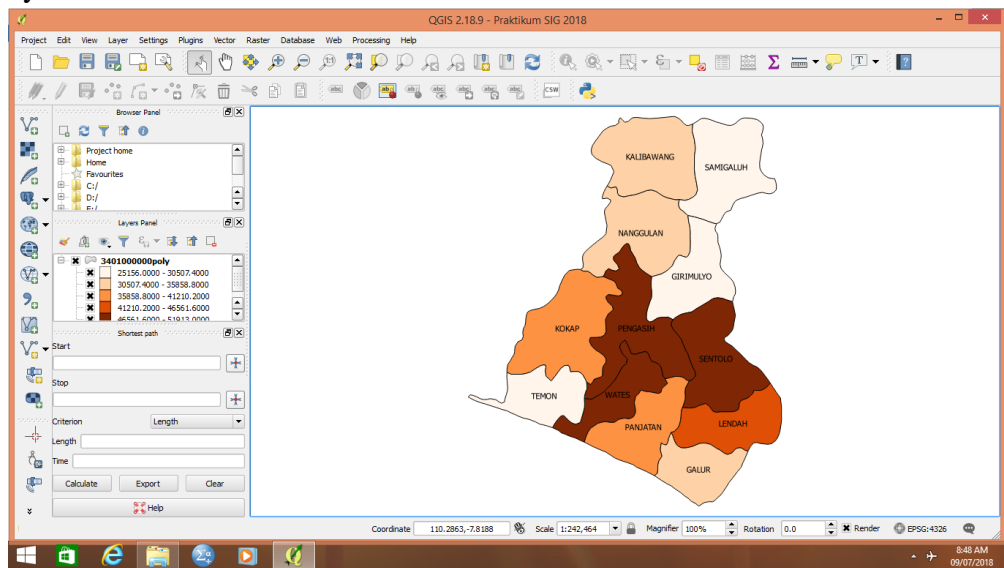 QGIS 2.18.9 - Praktikum SIG 2018
Project Edit View Layer Settings Plugins Vector Raster Database Web Processing Help
Browser Panel
Project home
Home
Favourites
C:/
D:/
E:/
Layers Panel
3401000000poly
25156.0000 - 30507.4000
30507.4000 - 35858.8000
35858.8000 - 41210.2000
41210.2000 - 46561.6000
46561.6000 - 51913.0000
Shortest path
Start
Stop
Criterion Length
Length
Time
Calculate Export Clear
Help
KALIBAWANG
SAMIGALUH
NANGGULAN
GIRIMULYO
KOKAP
PENGASIH
SENTOLO
TEMON
WATES
PANJATAN
LENDAH
GALUR
Coordinate 110.2863,-7.8188 Scale 1:242,464 Magnifier 100% Rotation 0.0 Render EPSG:4326
8:48 AM
09/07/2018